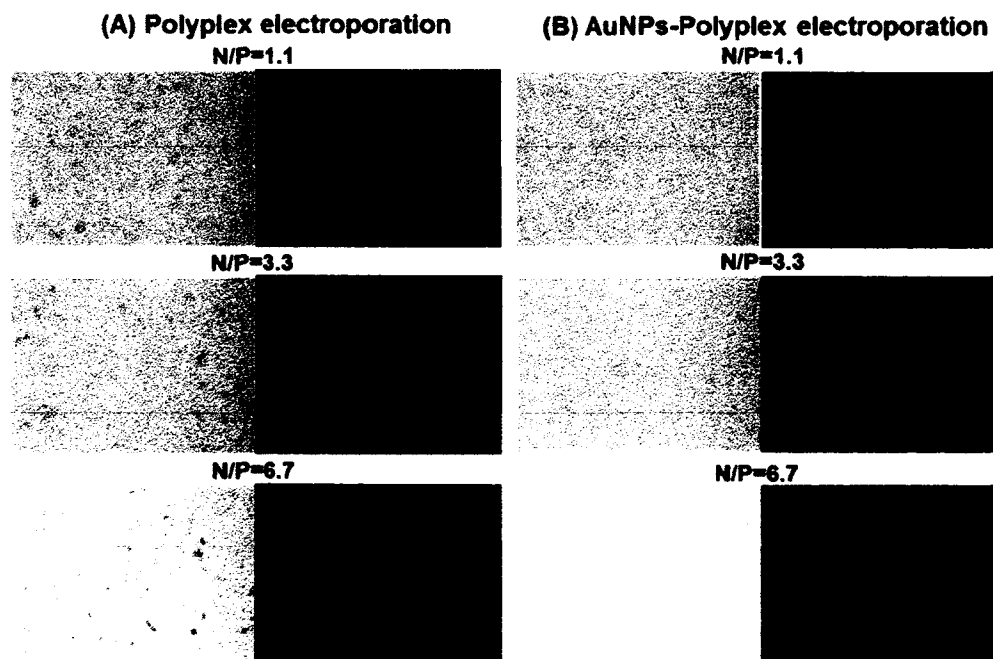 (A) Polyplex electroporation
N/P=1.1
N/P=3.3
N/P=6.7
(B) AuNPs-Polyplex electroporation
N/P=1.1
N/P=3.3
N/P=6.7